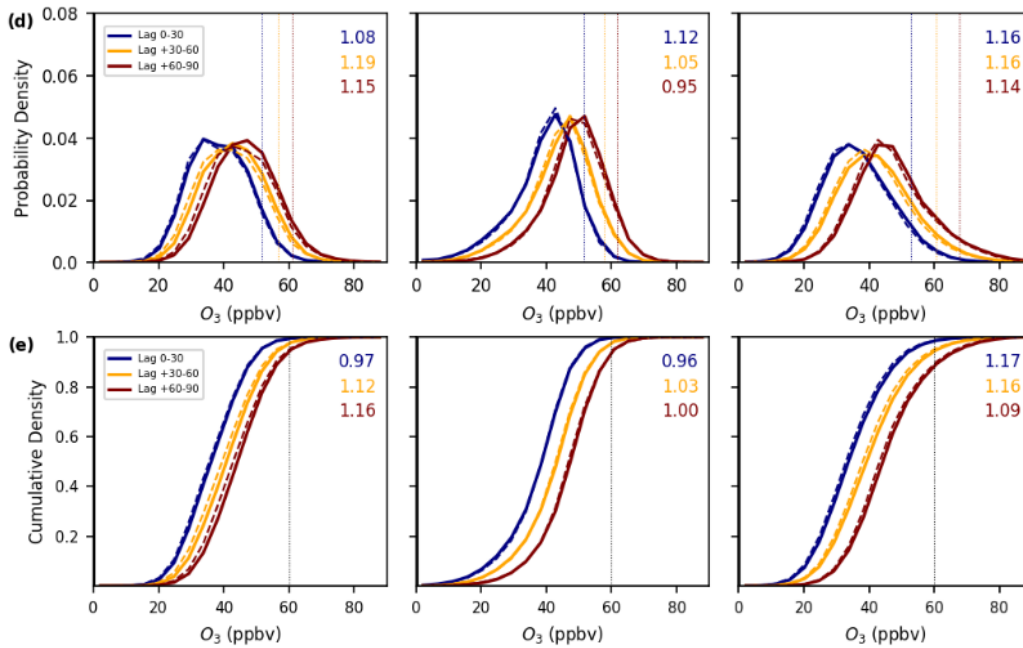 (d)
Probability Density
0.08
0.06
0.04
0.02
0.0
Lag 0-30
Lag +30-60
Lag +60-90
1.08
1.19
1.15
1.12
1.05
0.95
1.16
1.16
1.14
0 20 40 60 80
0 20 40 60 80
0 20 40 60 80
O3 (ppbv)
O3 (ppbv)
O3 (ppbv)
(e)
Cumulative Density
1.0
0.8
0.6
0.4
0.2
Lag 0-30
Lag +30-60
Lag +60-90
0.97
1.12
1.16
0.96
1.03
1.00
1.17
1.16
1.09
0 20 40 60 80
0 20 40 60 80
0 20 40 60 80
O3 (ppbv)
O3 (ppbv)
O3 (ppbv)